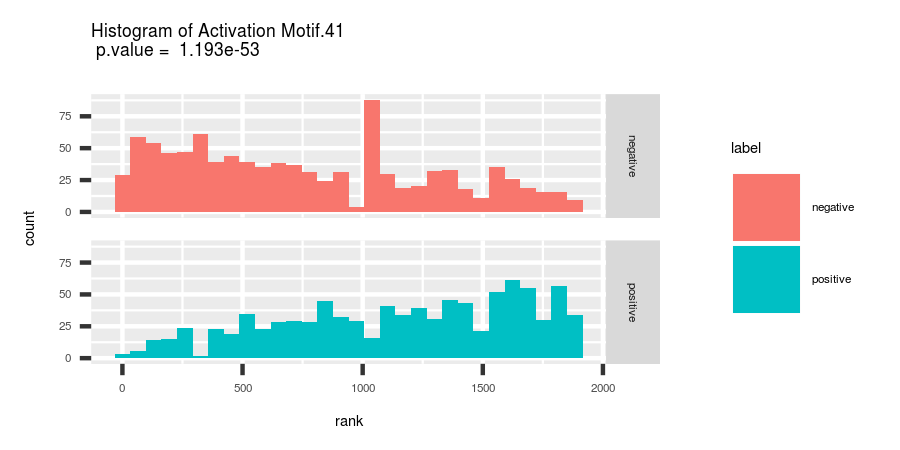 Histogram of Activation Motif.41
p.value = 1.193e-53
count
75
50
25
0
negative
75
50
25
0
positive
0 500 1000 1500 2000
rank
label
negative
positive